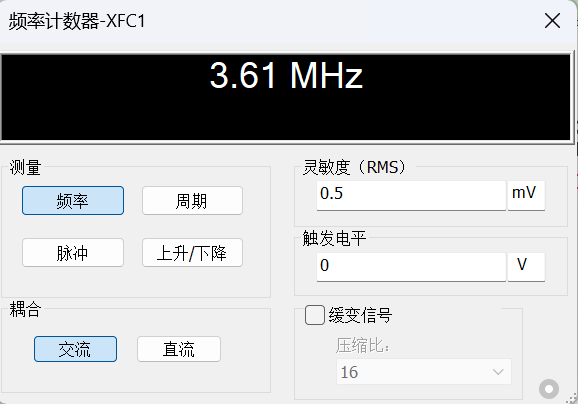 频率计数器-XFC1
3.61 MHz
测量
频率 周期
脉冲 上升/下降
耦合
交流 直流
灵敏度（RMS）
0.5 mV
触发电平
0 V
缓变信号
压缩比:
16